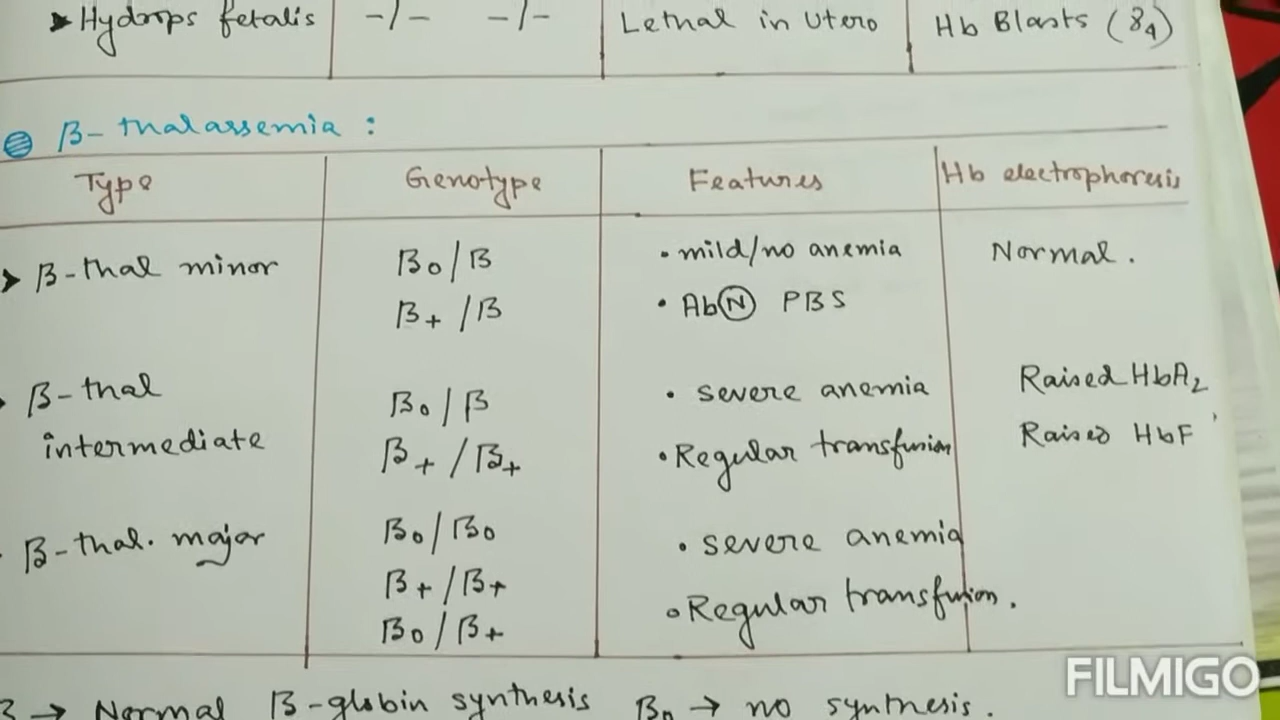 ➤ Hydrops fetalis -/- -/- Lethal in Utero Hb Blasts (84)
β- thalassemia :
Type Genotype Features Hb electrophoresis
➤ β-thal minor β0/β • mild/no anemia Normal.
β+/β • AbⓃ PBS
β-thal β0/β • severe anemia Raised HbA2
intermediate β+/β+ • Regular transfusion Raised HbF
β-thal. major β0/β0 • severe anemia
β+/β+ • Regular transfusion.
β0/β+
β → Normal β-globin synthesis β0 → no synthesis.
FILMIGO